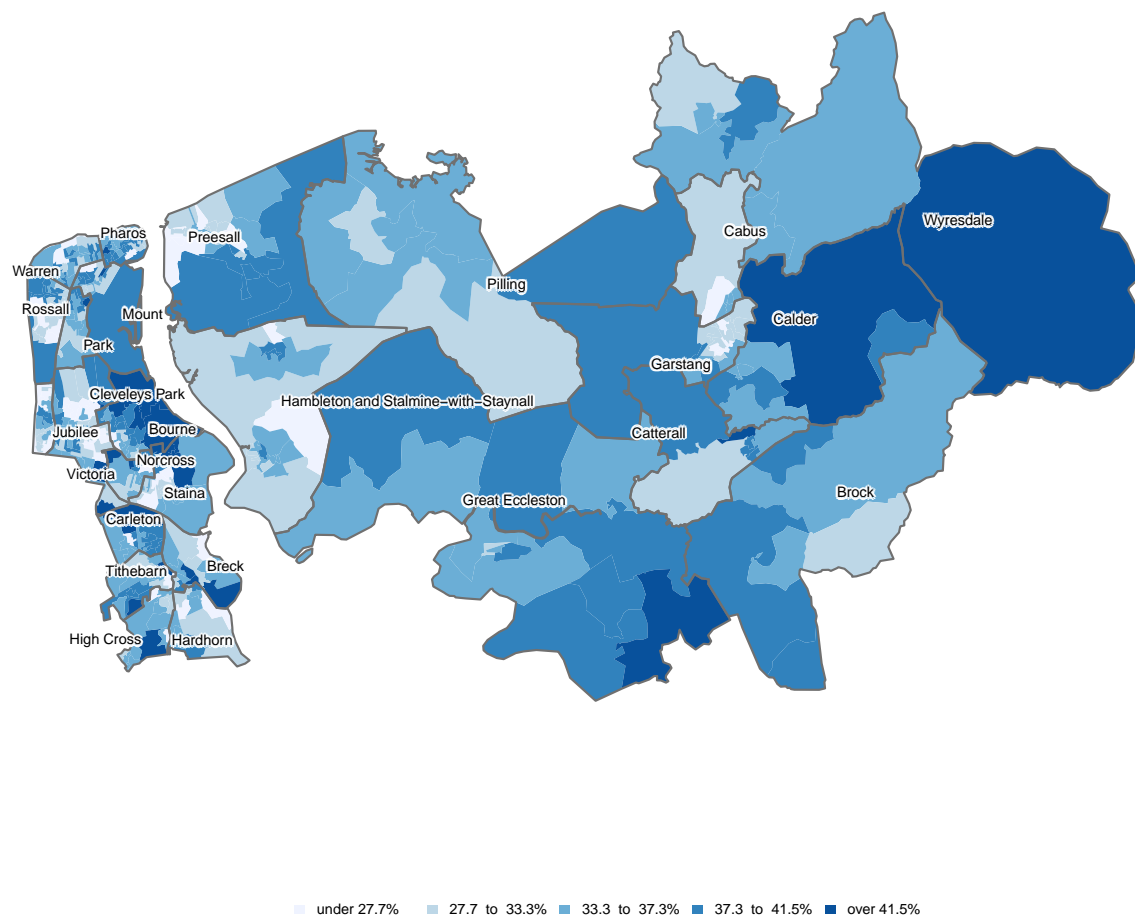 Pharos
Preesall
Wyresdale
Cabus
Warren
Pilling
Rossall
Mount
Calder
Park
Garstang
Cleveleys Park
Hambleton and Stalmine−with−Staynall
Jubilee
Bourne
Catterall
Norcross
Victoria
Staina
Brock
Great Eccleston
Carleton
Tithebarn
Breck
High Cross
Hardhorn
under 27.7%
27.7 to 33.3%
33.3 to 37.3%
37.3 to 41.5%
over 41.5%